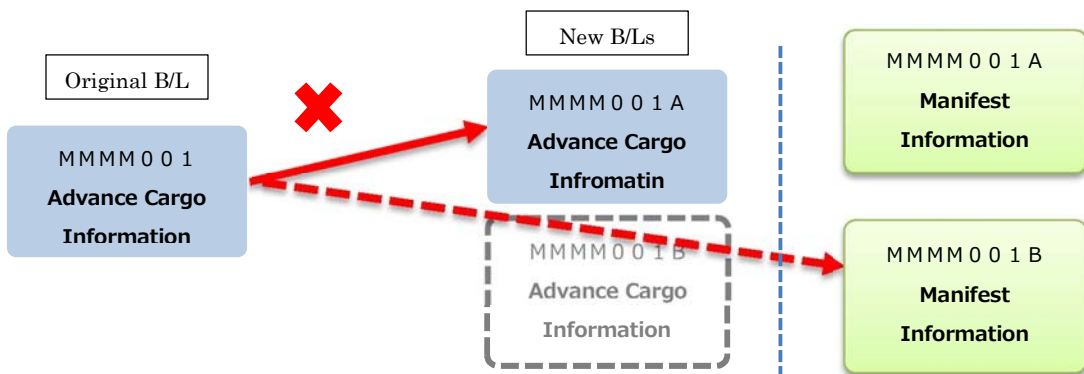 Original B/L
ＭＭＭＭ００１
Advance Cargo
Information
New B/Ls
ＭＭＭＭ００１Ａ
Advance Cargo
Infromatin
ＭＭＭＭ００１Ｂ
Advance Cargo
Information
ＭＭＭＭ００１Ａ
Manifest
Information
ＭＭＭＭ００１Ｂ
Manifest
Information